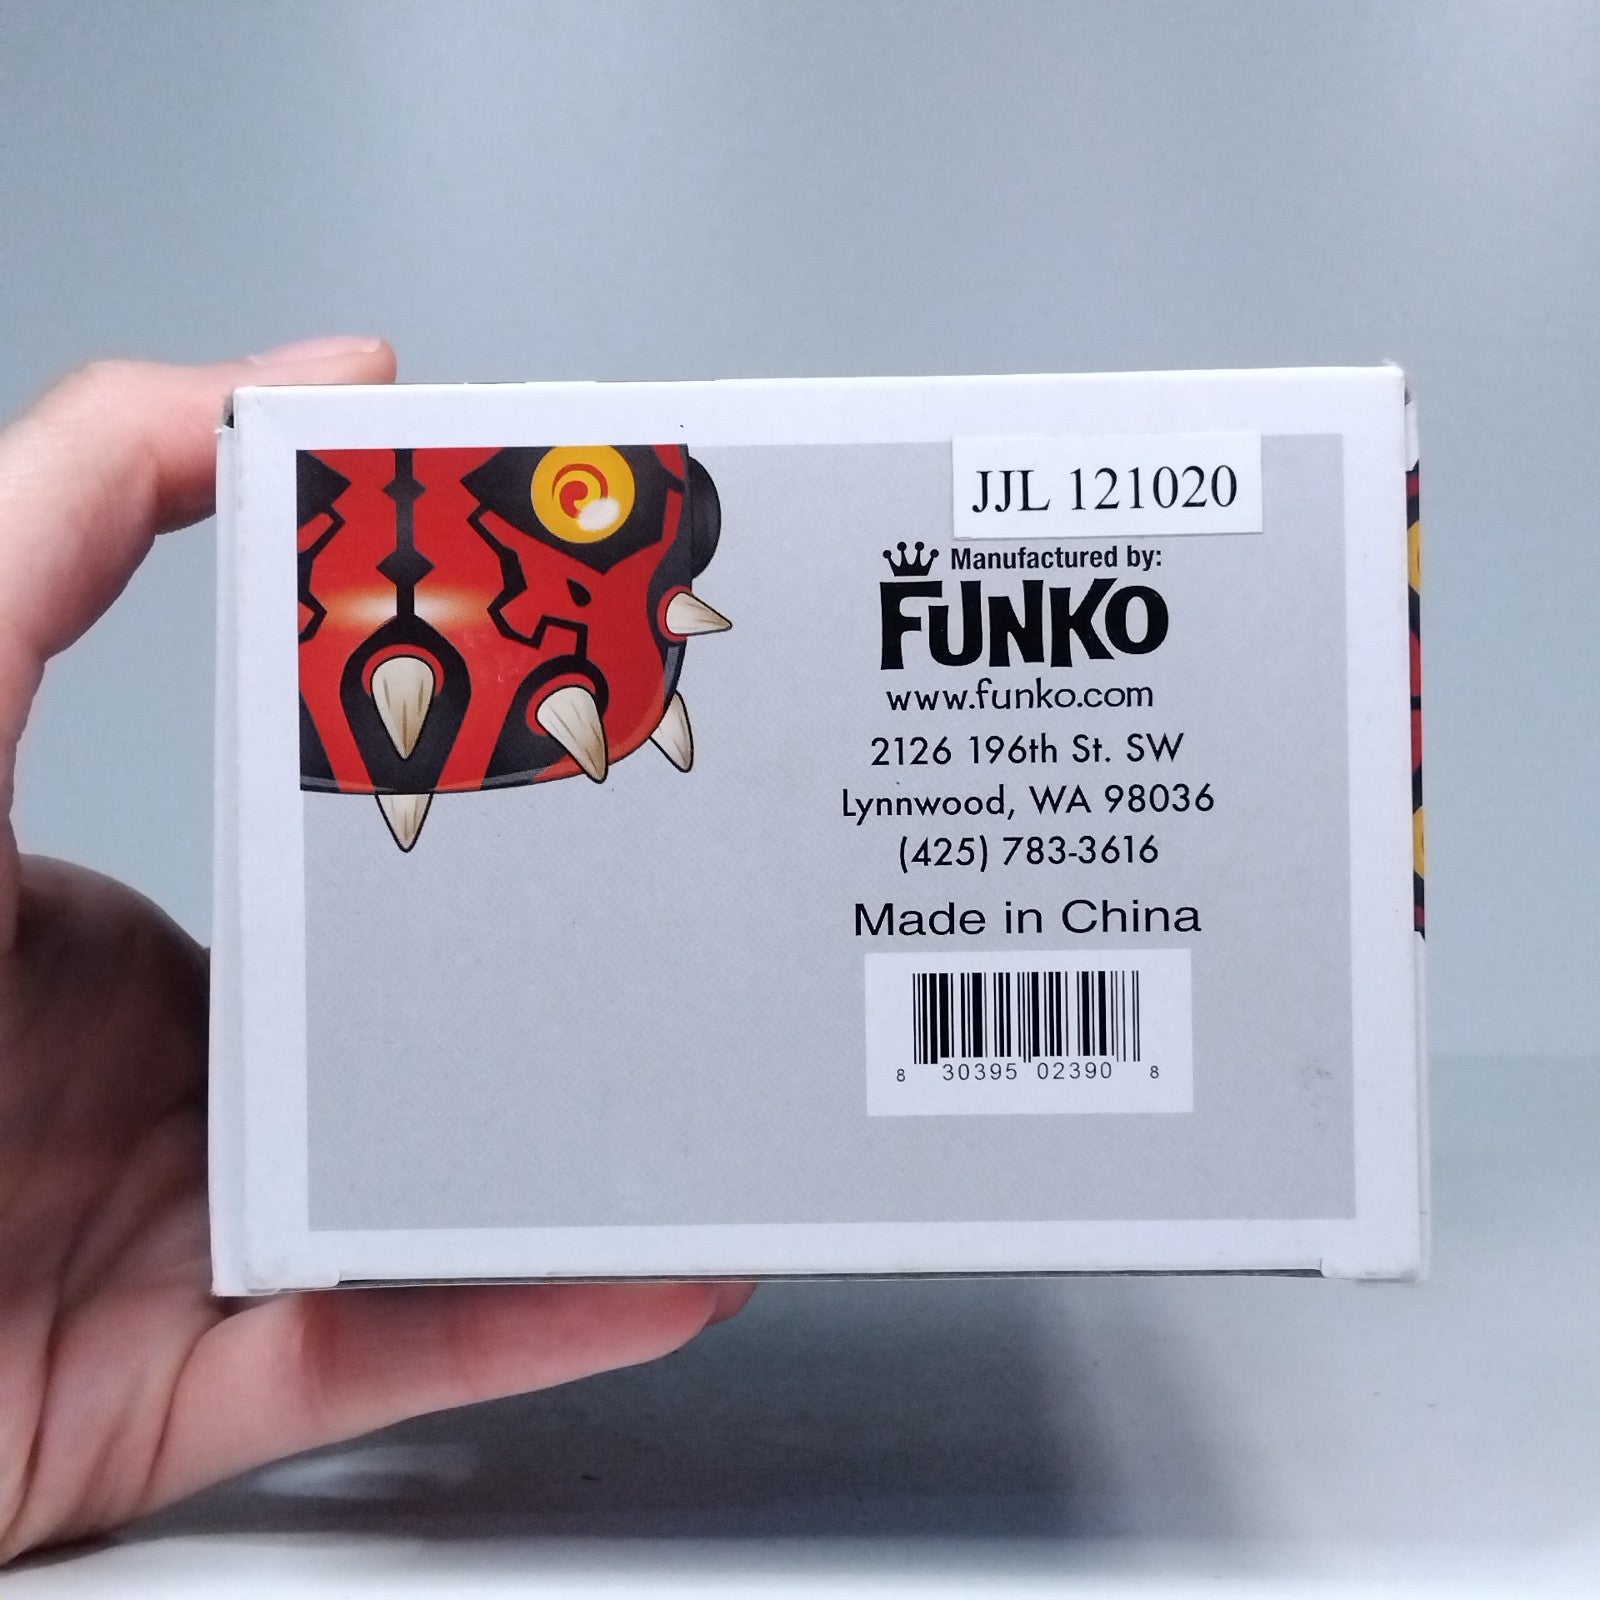 JJL 121020
Manufactured by:
FUNKO
www.funko.com
2126 196th St. SW
Lynnwood, WA 98036
(425) 783-3616
Made in China
8 30395 02390 8